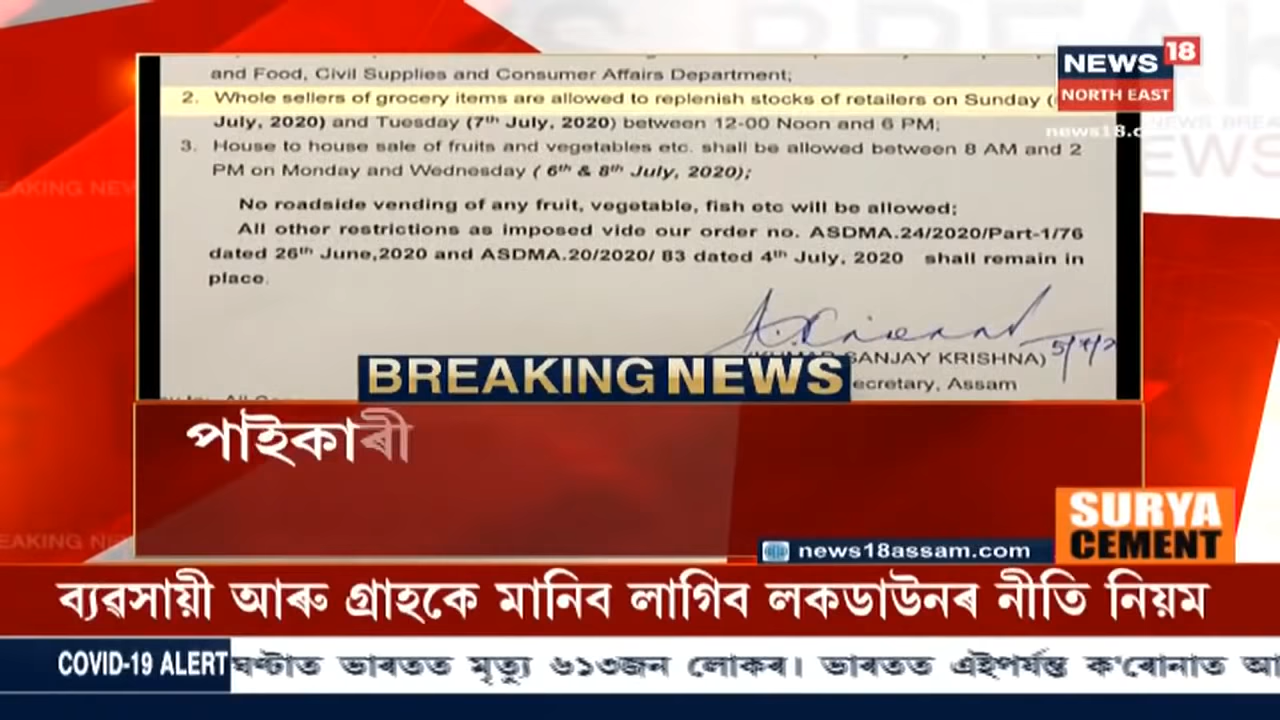 and Food, Civil Supplies and Consumer Affairs Department;
2. Whole sellers of grocery items are allowed to replenish stocks of retailers on Sunday (
July, 2020) and Tuesday (7th July, 2020) between 12-00 Noon and 6 PM;
3. House to house sale of fruits and vegetables etc. shall be allowed between 8 AM and 2
PM on Monday and Wednesday ( 6th & 8th July, 2020);
No roadside vending of any fruit, vegetable, fish etc will be allowed;
All other restrictions as imposed vide our order no. ASDMA.24/2020/Part-1/76
dated 26th June,2020 and ASDMA.20/2020/ 83 dated 4th July, 2020 shall remain in
place.
(KUMAR SANJAY KRISHNA)
ecretary, Assam
NEWS 18
NORTH EAST
news18.c
BREAKING NEWS
পাইকাৰী
SURYA
CEMENT
news18assam.com
ব্যৱসায়ী আৰু গ্ৰাহকে মানিব লাগিব লকডাউনৰ নীতি নিয়ম
COVID-19 ALERT ঘণ্টাত ভাৰতত মৃত্যু ৬১৩জন লোকৰ। ভাৰতত এইপৰ্যন্ত ক'ৰোনাত